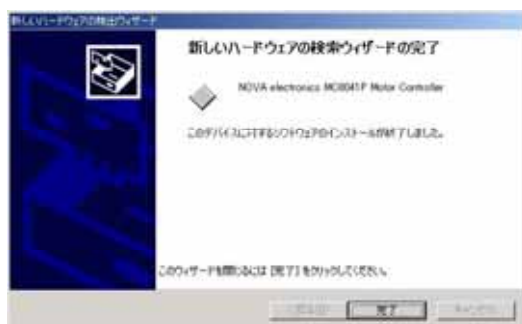 新しいハードウェアの検出ウィザード
新しいハードウェアの検索ウィザードの完了
NOVA electronics MC8041P Motor Controller
このデバイスに対するソフトウェアのインストールが終了しました。
このウィザードを閉じるには [完了] をクリックしてください。
完了
キャンセル